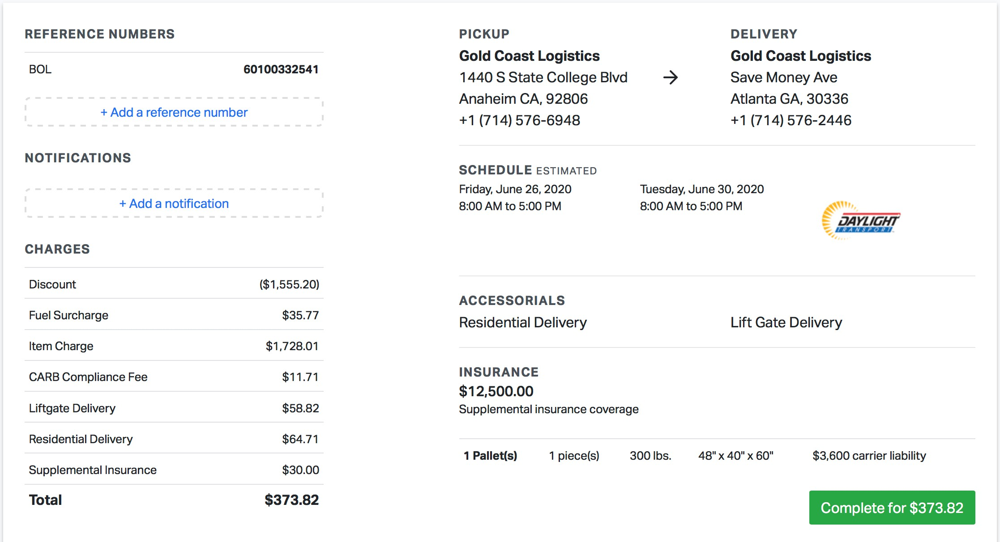 REFERENCE NUMBERS
BOL 60100332541
+ Add a reference number
NOTIFICATIONS
+ Add a notification
CHARGES
Discount ($1,555.20)
Fuel Surcharge $35.77
Item Charge $1,728.01
CARB Compliance Fee $11.71
Liftgate Delivery $58.82
Residential Delivery $64.71
Supplemental Insurance $30.00
Total $373.82
PICKUP
Gold Coast Logistics
1440 S State College Blvd
Anaheim CA, 92806
+1 (714) 576-6948
→
DELIVERY
Gold Coast Logistics
Save Money Ave
Atlanta GA, 30336
+1 (714) 576-2446
SCHEDULE ESTIMATED
Friday, June 26, 2020
8:00 AM to 5:00 PM
Tuesday, June 30, 2020
8:00 AM to 5:00 PM
DAYLIGHT
TRANSPORT
ACCESSORIALS
Residential Delivery Lift Gate Delivery
INSURANCE
$12,500.00
Supplemental insurance coverage
1 Pallet(s) 1 piece(s) 300 lbs. 48" x 40" x 60" $3,600 carrier liability
Complete for $373.82